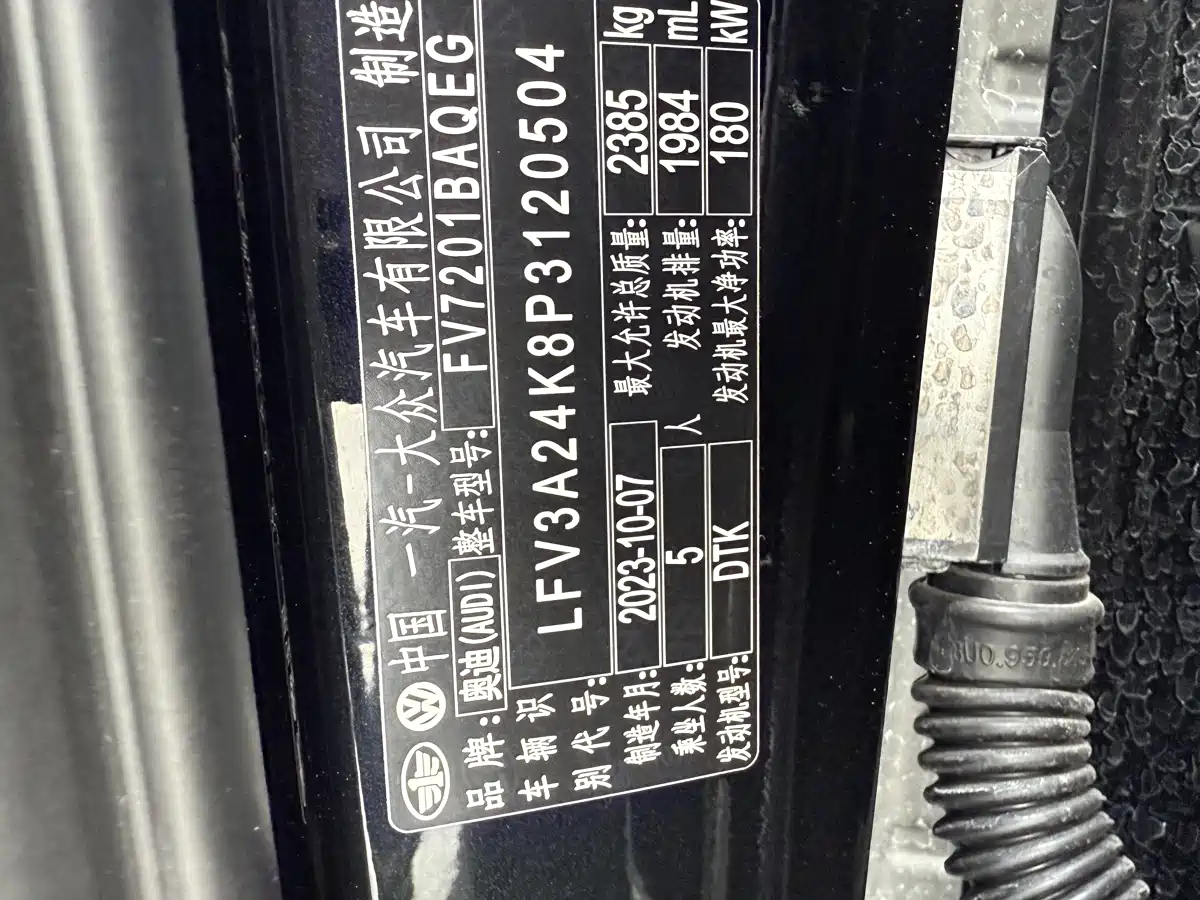 中国 一汽-大众汽车有限公司 制造
品牌: 奥迪(AUDI) 整车型号: FV7201BAQEG
车辆识别代号: LFV3A24K8P3120504
制造年月: 2023-10-07 最大允许总质量: 2385 kg
乘坐人数: 5 人 发动机排量: 1984 mL
发动机型号: DTK 发动机最大净功率: 180 kW